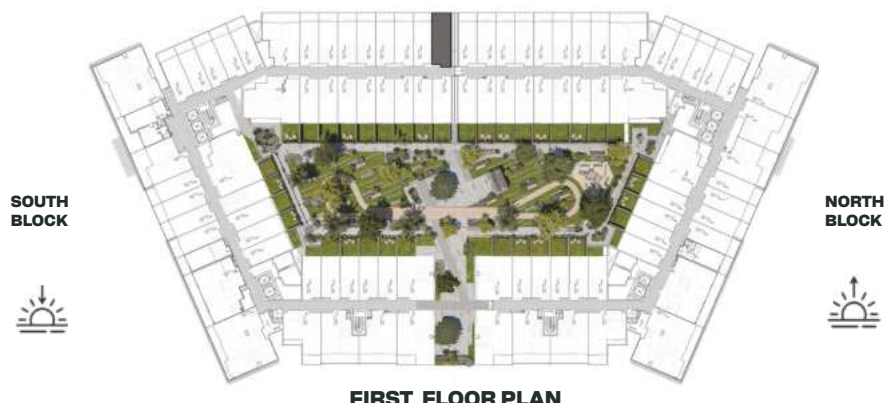 SOUTH
BLOCK
NORTH
BLOCK
FIRST FLOOR PLAN